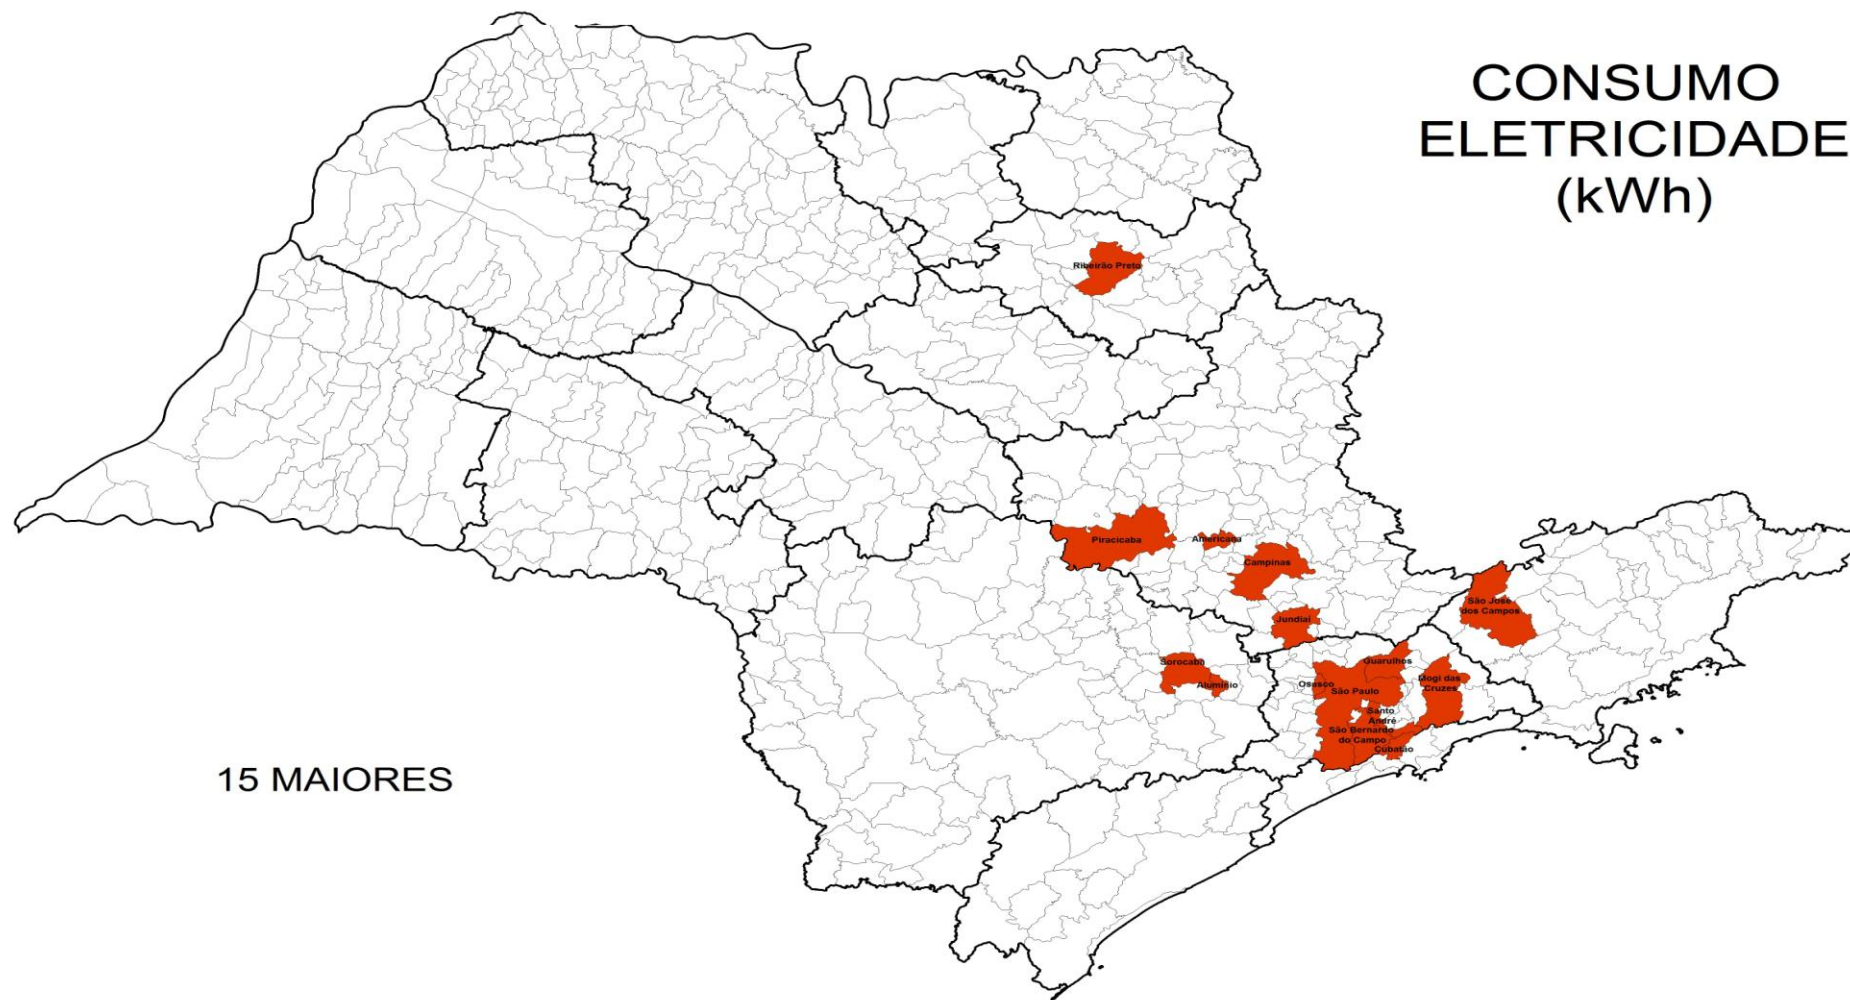 CONSUMO
ELETRICIDADE
(kWh)
Ribeirão Preto
Piracicaba
Americana
Campinas
São José
dos Campos
Jundiaí
Sorocaba
Alumínio
Guarulhos
Osasco
São Paulo
Mogi das
Cruzes
Santo
André
São Bernardo
do Campo
Cubatão
15 MAIORES